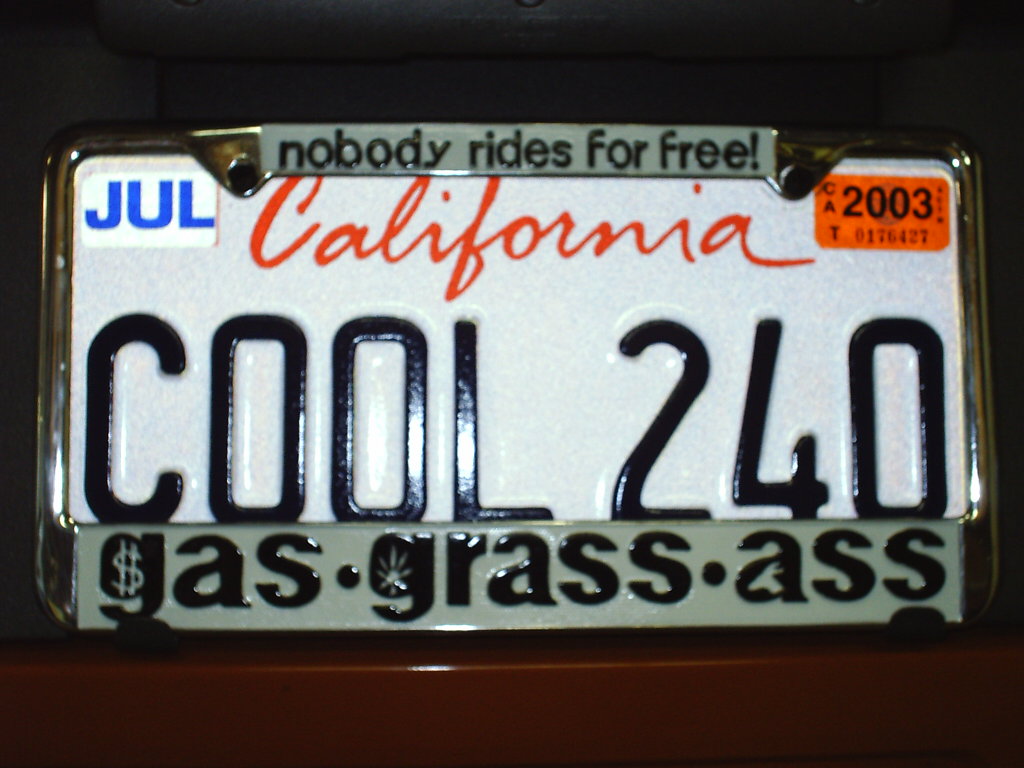 nobody rides for free!
JUL
California
CA 2003
T 0176427
COOL 240
gas·grass·ass